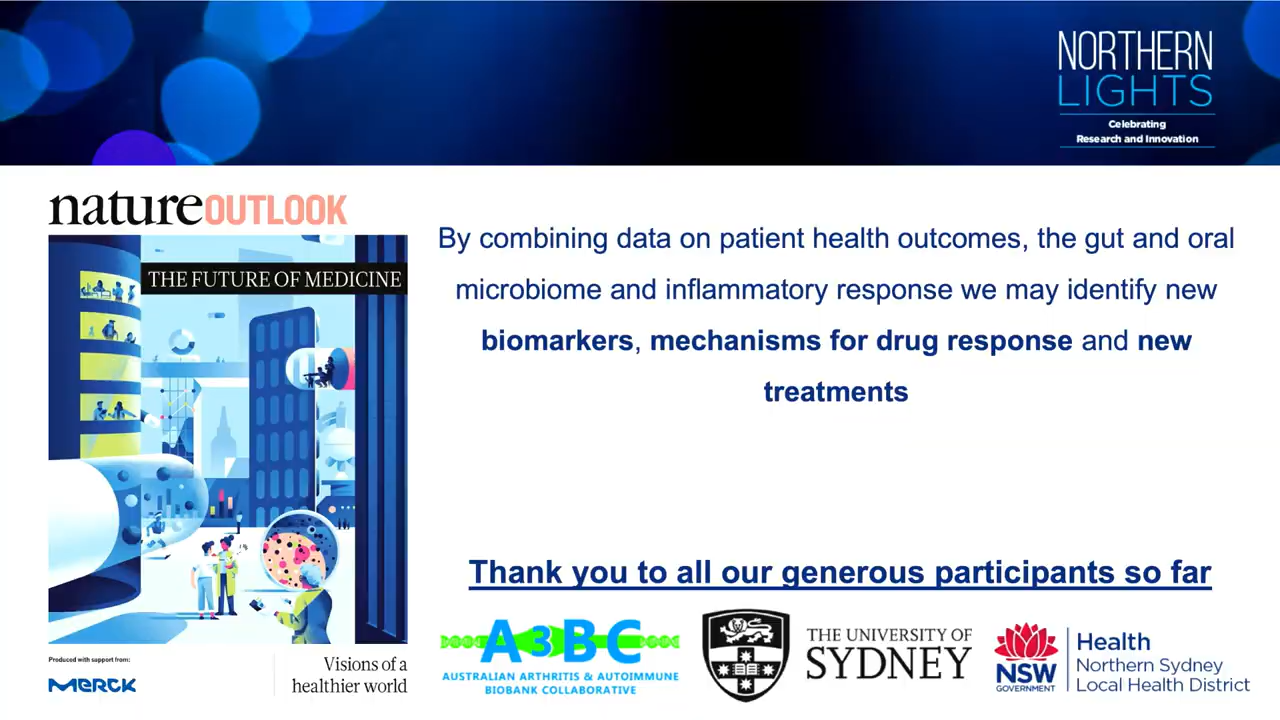 NORTHERN
LIGHTS
Celebrating
Research and Innovation
nature OUTLOOK
THE FUTURE OF MEDICINE
Produced with support from:
MERCK
Visions of a
healthier world
By combining data on patient health outcomes, the gut and oral
microbiome and inflammatory response we may identify new
biomarkers, mechanisms for drug response and new
treatments
Thank you to all our generous participants so far
A3BC
AUSTRALIAN ARTHRITIS & AUTOIMMUNE
BIOBANK COLLABORATIVE
THE UNIVERSITY OF
SYDNEY
NSW
GOVERNMENT
Health
Northern Sydney
Local Health District